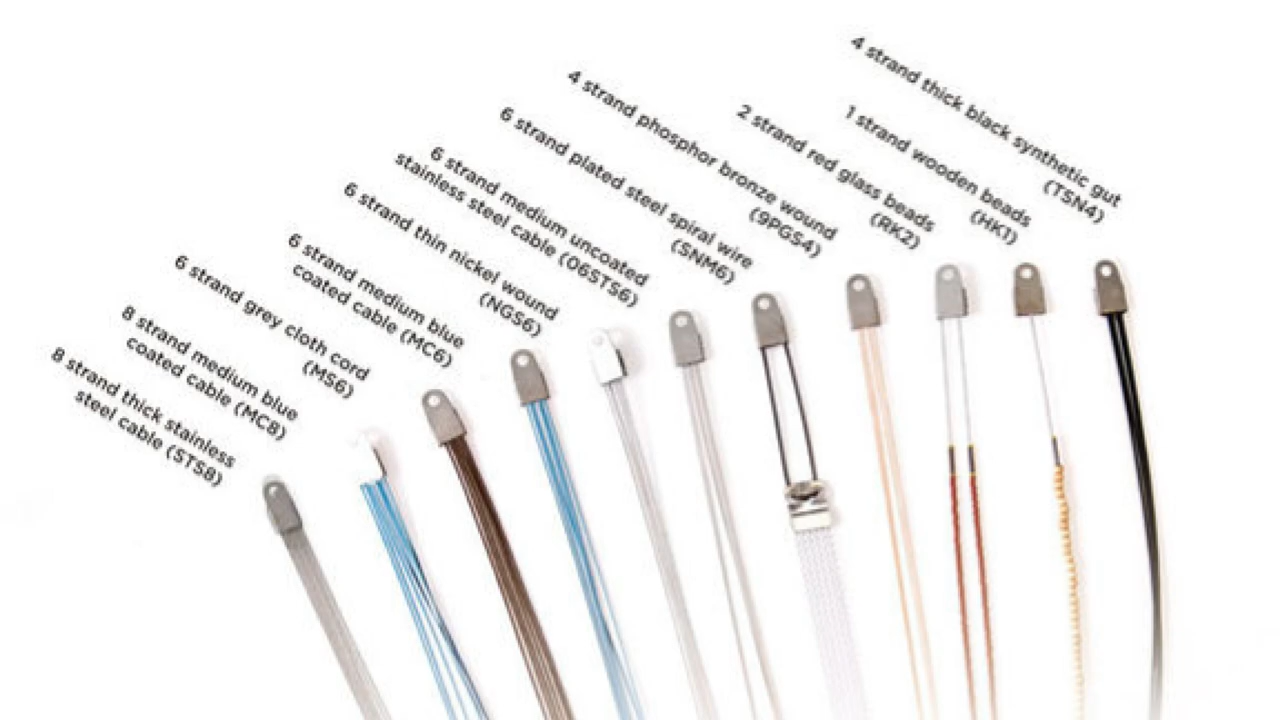 8 strand thick stainless
steel cable (STS8)
8 strand medium blue
coated cable (MC8)
6 strand grey cloth cord
(MS6)
6 strand medium blue
coated cable (MC6)
6 strand thin nickel wound
(NGS6)
6 strand medium uncoated
stainless steel cable (O6STS6)
6 strand plated steel spiral wire
(SNM6)
4 strand phosphor bronze wound
(9PGS4)
2 strand red glass beads
(RK2)
1 strand wooden beads
(HK1)
4 strand thick black synthetic gut
(TSN4)